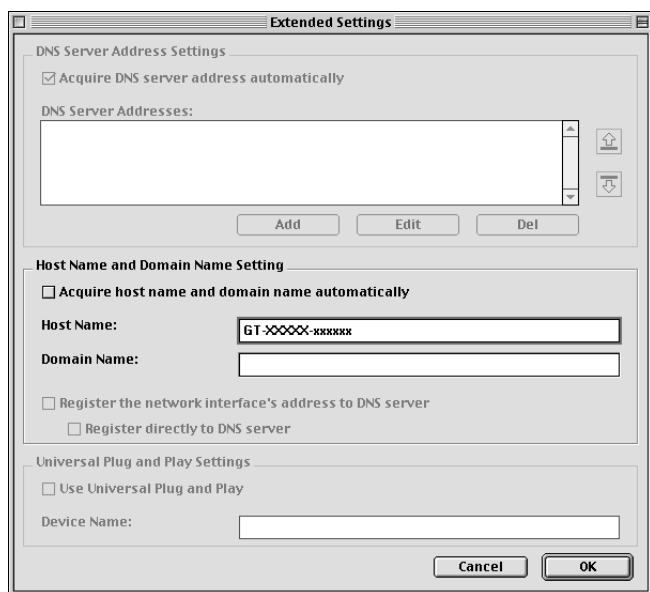 Extended Settings
DNS Server Address Settings
Acquire DNS server address automatically
DNS Server Addresses:
Add Edit Del
Host Name and Domain Name Setting
Acquire host name and domain name automatically
Host Name: GT-XXXXX-xxxxxx
Domain Name:
Register the network interface's address to DNS server
Register directly to DNS server
Universal Plug and Play Settings
Use Universal Plug and Play
Device Name:
Cancel OK